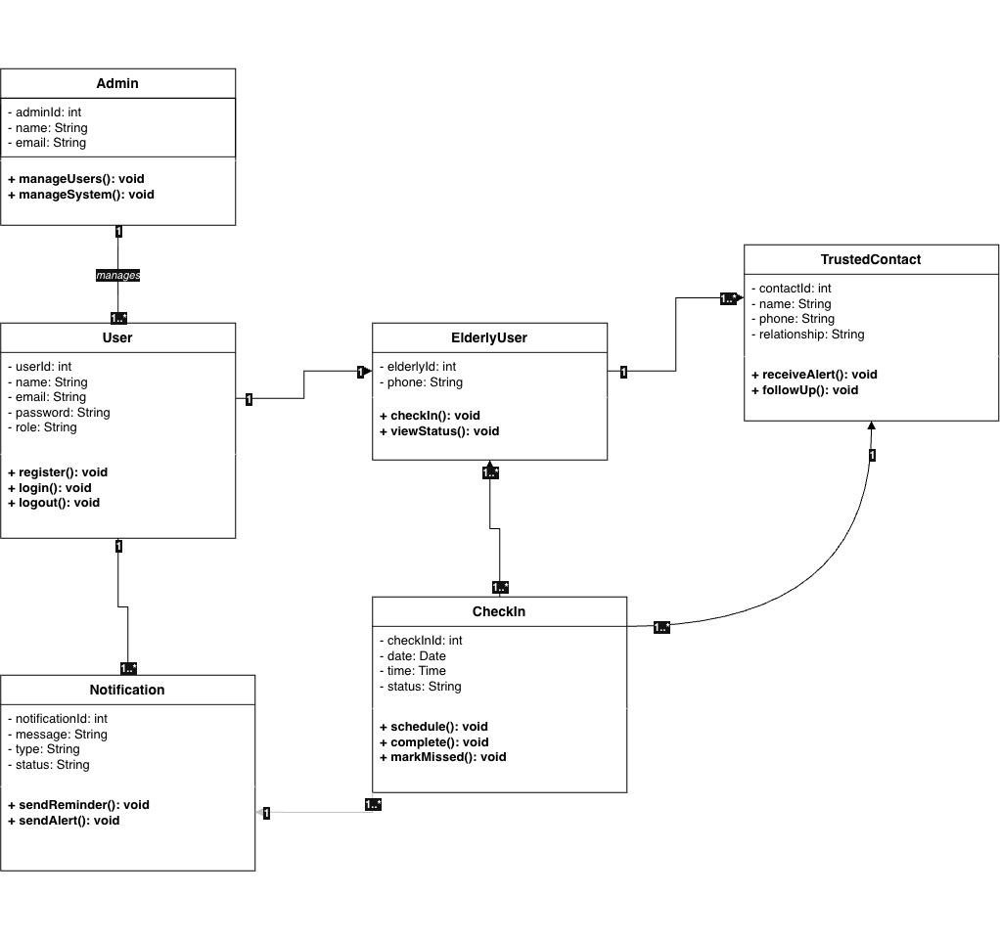 Admin
- adminId: int
- name: String
- email: String
+ manageUsers(): void
+ manageSystem(): void
1
manages
1..*
User
- userId: int
- name: String
- email: String
- password: String
- role: String
+ register(): void
+ login(): void
+ logout(): void
1
1
ElderlyUser
- elderlyId: int
- phone: String
+ checkIn(): void
+ viewStatus(): void
1
1..*
TrustedContact
- contactId: int
- name: String
- phone: String
- relationship: String
+ receiveAlert(): void
+ followUp(): void
1
1..*
1..*
1..*
CheckIn
- checkInId: int
- date: Date
- time: Time
- status: String
+ schedule(): void
+ complete(): void
+ markMissed(): void
1..*
1
1
1..*
Notification
- notificationId: int
- message: String
- type: String
- status: String
+ sendReminder(): void
+ sendAlert(): void